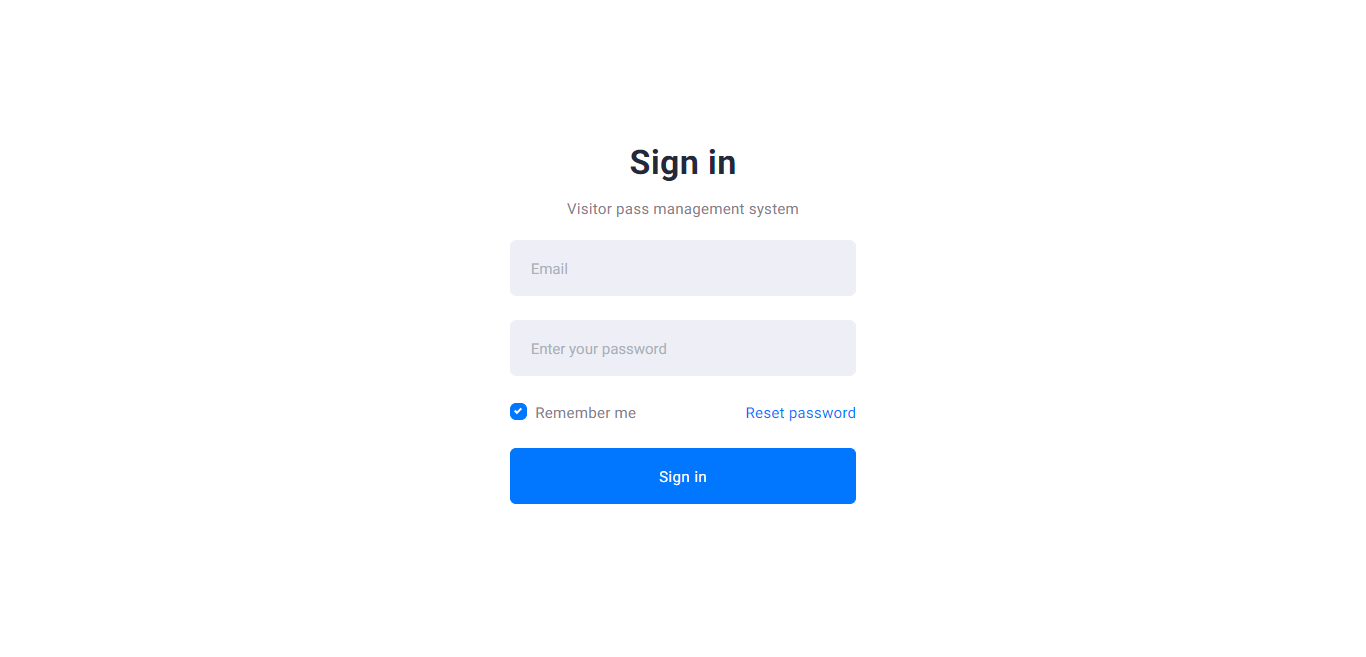 Sign in
Visitor pass management system
Email
Enter your password
Remember me Reset password
Sign in